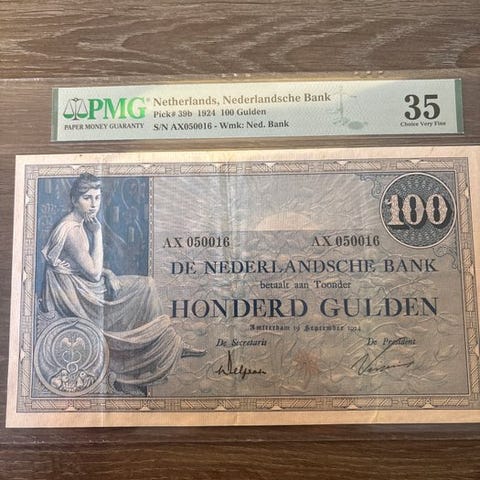 PMG
PAPER MONEY GUARANTY
Netherlands, Nederlandsche Bank
Pick# 39b 1924 100 Gulden
S/N AX050016 - Wmk: Ned. Bank
35
Choice Very Fine
100
AX 050016 AX 050016
DE NEDERLANDSCHE BANK
betaalt aan Toonder
HONDERD GULDEN
Amsterdam 19 September 1924
De Secretaris De President